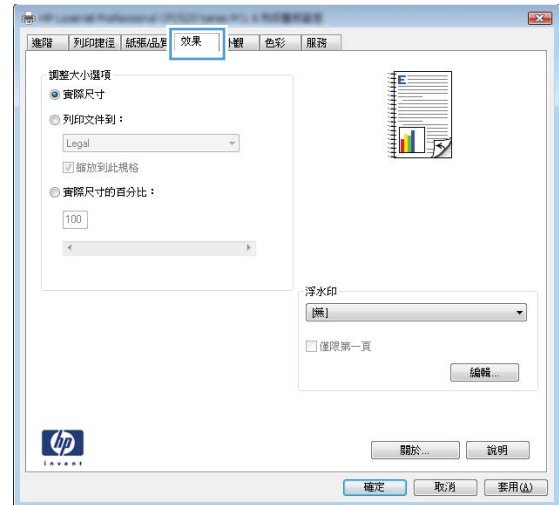 進階 列印捷徑 紙張/品質 效果 外觀 色彩 服務
調整大小選項
實際尺寸
列印文件到：
Legal
縮放到此規格
實際尺寸的百分比：
100
E
浮水印
[無]
僅限第一頁
編輯...
hp
invent
關於... 說明
確定 取消 套用(A)